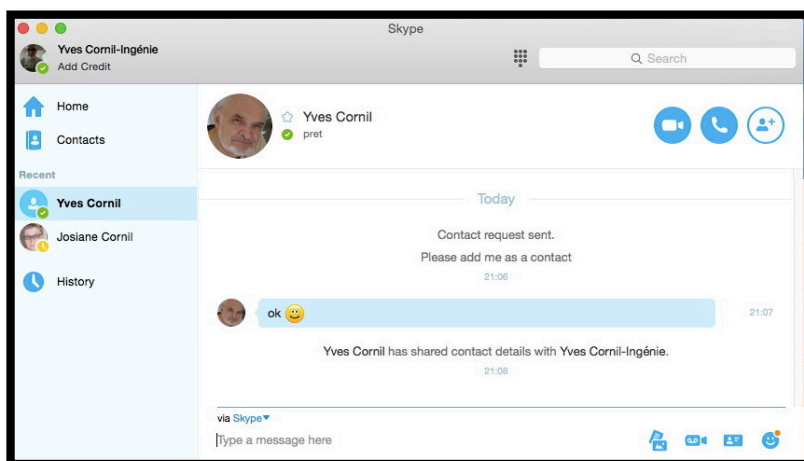 Skype
Yves Cornil-Ingénie
Add Credit
Search
Home
Contacts
Recent
Yves Cornil
Josiane Cornil
History
Yves Cornil
pret
Today
Contact request sent.
Please add me as a contact
21:06
ok
21:07
Yves Cornil has shared contact details with Yves Cornil-Ingénie.
21:08
via Skype
Type a message here